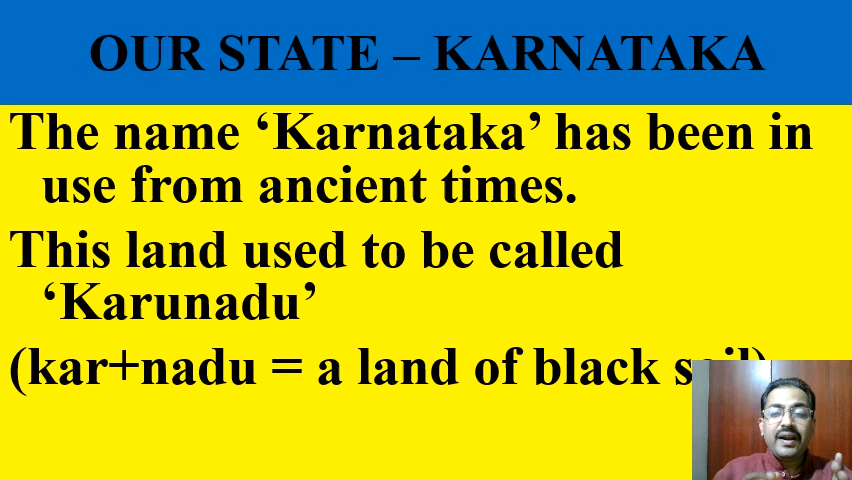 OUR STATE – KARNATAKA
The name ‘Karnataka’ has been in
use from ancient times.
This land used to be called
‘Karunadu’
(kar+nadu = a land of black soil)